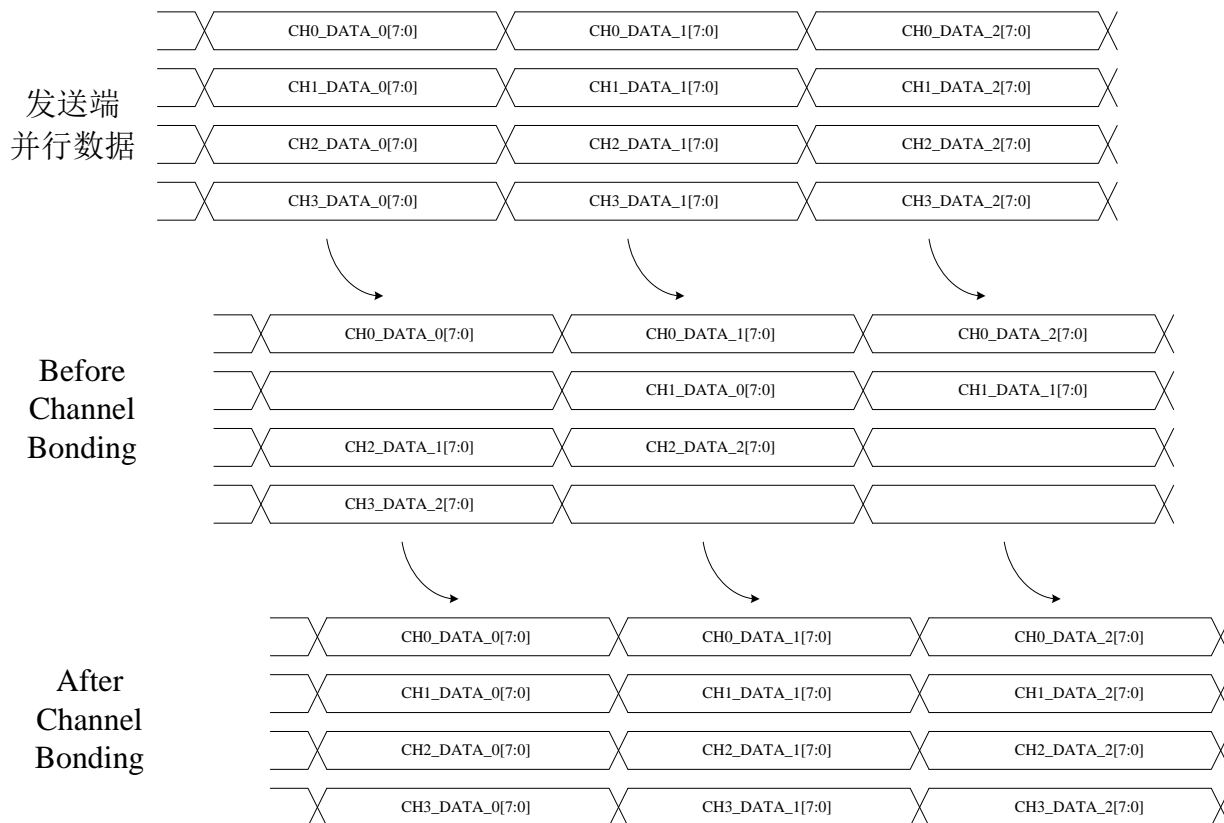 CH0_DATA_0[7:0] CH0_DATA_1[7:0] CH0_DATA_2[7:0]
CH1_DATA_0[7:0] CH1_DATA_1[7:0] CH1_DATA_2[7:0]
发送端
并行数据
CH2_DATA_0[7:0] CH2_DATA_1[7:0] CH2_DATA_2[7:0]
CH3_DATA_0[7:0] CH3_DATA_1[7:0] CH3_DATA_2[7:0]
CH0_DATA_0[7:0] CH0_DATA_1[7:0] CH0_DATA_2[7:0]
Before
Channel
Bonding
CH1_DATA_0[7:0] CH1_DATA_1[7:0]
CH2_DATA_1[7:0] CH2_DATA_2[7:0]
CH3_DATA_2[7:0]
CH0_DATA_0[7:0] CH0_DATA_1[7:0] CH0_DATA_2[7:0]
After
Channel
Bonding
CH1_DATA_0[7:0] CH1_DATA_1[7:0] CH1_DATA_2[7:0]
CH2_DATA_0[7:0] CH2_DATA_1[7:0] CH2_DATA_2[7:0]
CH3_DATA_0[7:0] CH3_DATA_1[7:0] CH3_DATA_2[7:0]